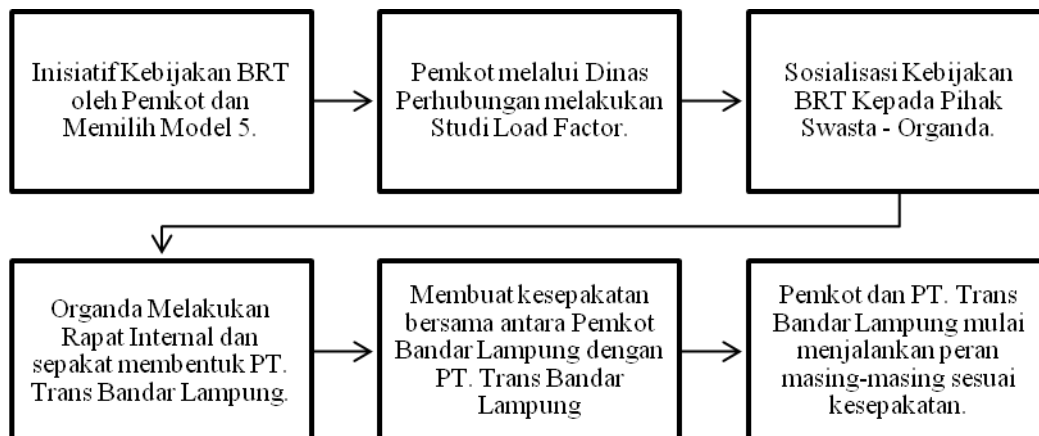 Inisiatif Kebijakan BRT
oleh Pemkot dan
Memilih Model 5.
Pemkot melalui Dinas
Perhubungan melakukan
Studi Load Factor.
Sosialisasi Kebijakan
BRT Kepada Pihak
Swasta - Organda.
Organda Melakukan
Rapat Internal dan
sepakat membentuk PT.
Trans Bandar Lampung.
Membuat kesepakatan
bersama antara Pemkot
Bandar Lampung dengan
PT. Trans Bandar
Lampung
Pemkot dan PT. Trans
Bandar Lampung mulai
menjalankan peran
masing-masing sesuai
kesepakatan.